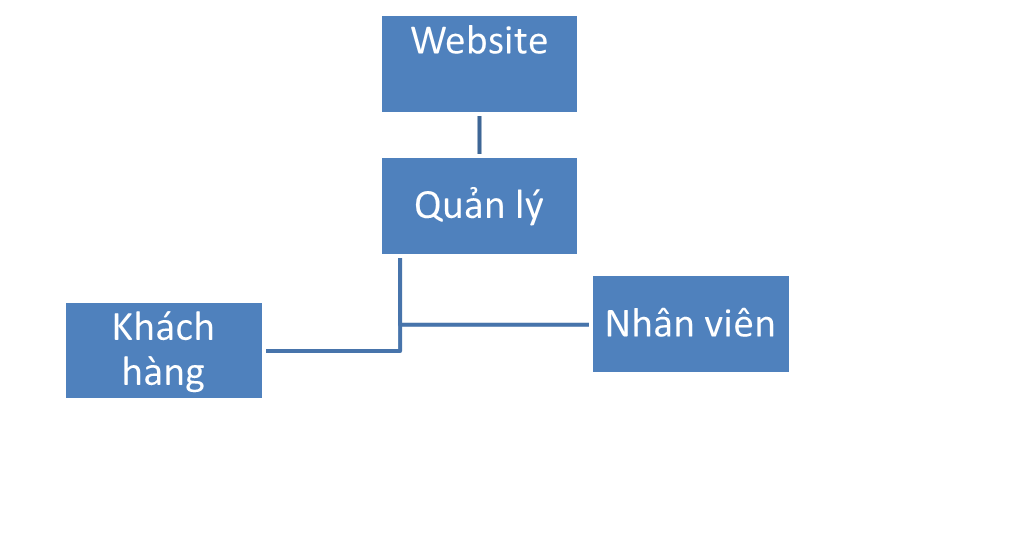 Website
Quản lý
Khách
hàng
Nhân viên